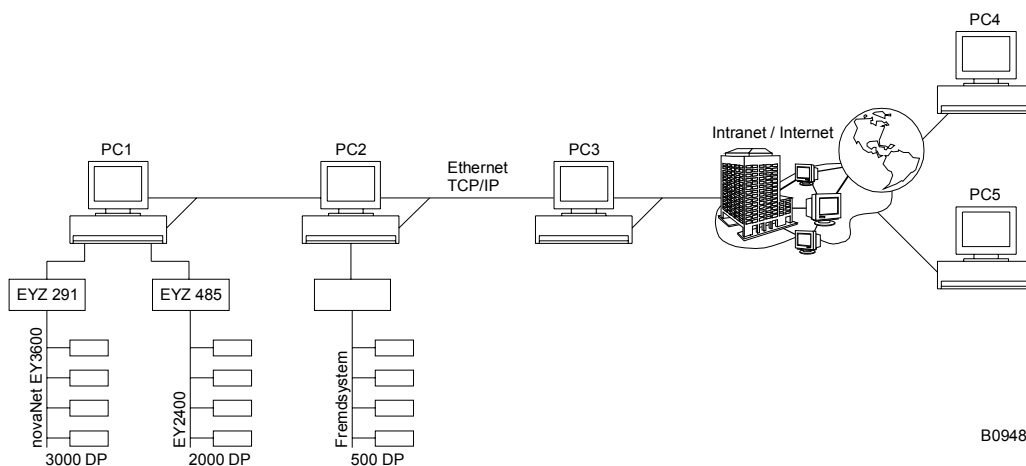 PC4
Intranet / Internet
PC1
PC2
Ethernet
TCP/IP
PC3
PC5
EYZ 291
EYZ 485
novaNet EY3600
EY2400
Fremdsystem
3000 DP
2000 DP
500 DP
B0948